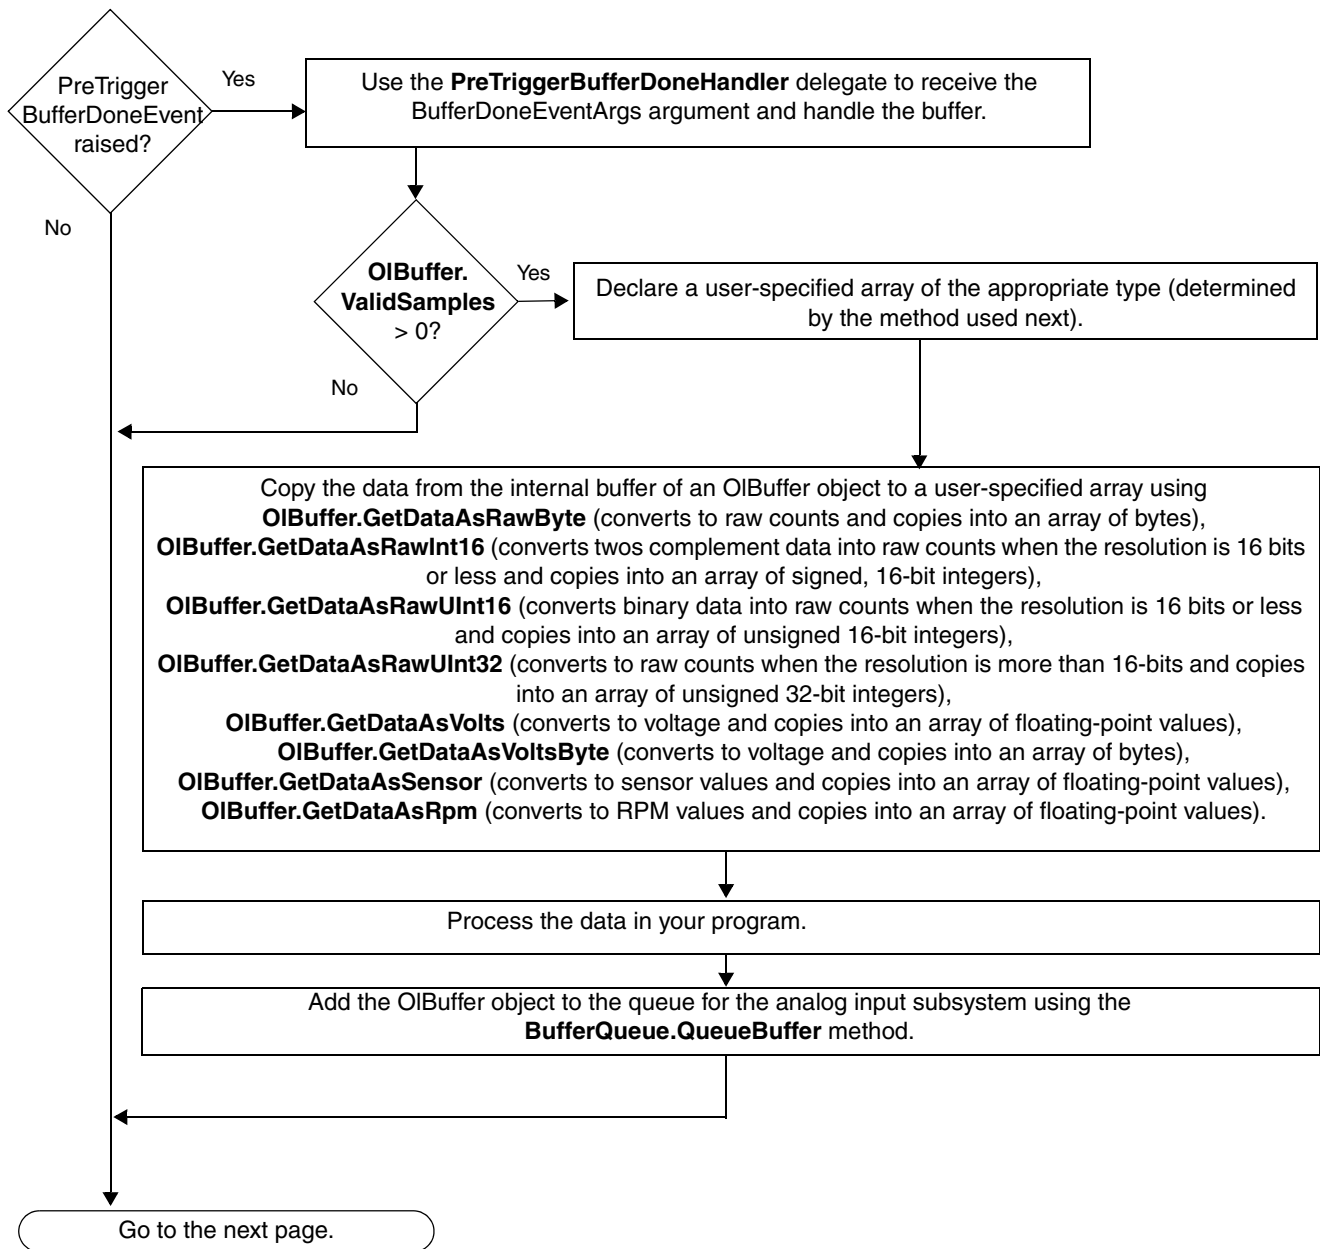 PreTrigger
BufferDoneEvent
raised?
Yes
Use the PreTriggerBufferDoneHandler delegate to receive the
BufferDoneEventArgs argument and handle the buffer.
No
OlBuffer.
ValidSamples
> 0?
Yes
Declare a user-specified array of the appropriate type (determined
by the method used next).
No
Copy the data from the internal buffer of an OlBuffer object to a user-specified array using
OlBuffer.GetDataAsRawByte (converts to raw counts and copies into an array of bytes),
OlBuffer.GetDataAsRawInt16 (converts twos complement data into raw counts when the resolution is 16 bits
or less and copies into an array of signed, 16-bit integers),
OlBuffer.GetDataAsRawUInt16 (converts binary data into raw counts when the resolution is 16 bits or less
and copies into an array of unsigned 16-bit integers),
OlBuffer.GetDataAsRawUInt32 (converts to raw counts when the resolution is more than 16-bits and copies
into an array of unsigned 32-bit integers),
OlBuffer.GetDataAsVolts (converts to voltage and copies into an array of floating-point values),
OlBuffer.GetDataAsVoltsByte (converts to voltage and copies into an array of bytes),
OlBuffer.GetDataAsSensor (converts to sensor values and copies into an array of floating-point values),
OlBuffer.GetDataAsRpm (converts to RPM values and copies into an array of floating-point values).
Process the data in your program.
Add the OlBuffer object to the queue for the analog input subsystem using the
BufferQueue.QueueBuffer method.
Go to the next page.